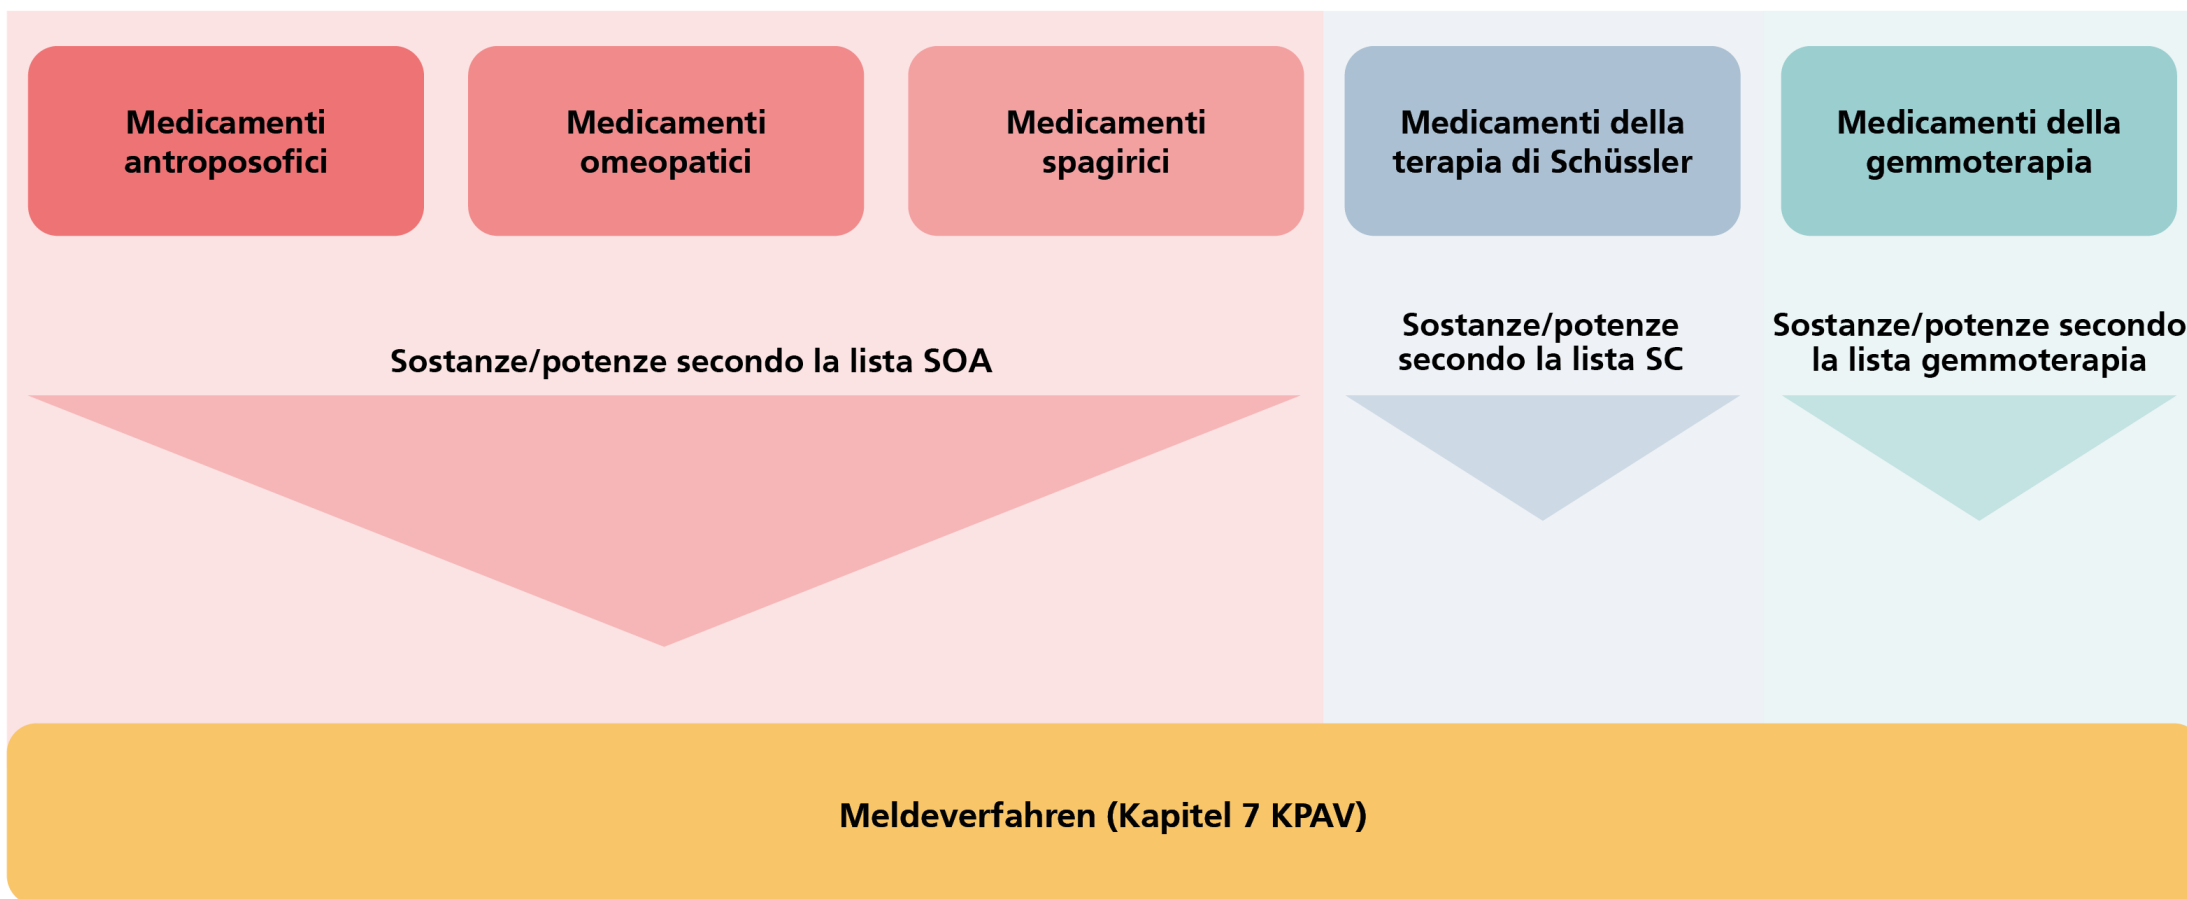 Medicamenti
antroposofici
Medicamenti
omeopatici
Medicamenti
spagirici
Medicamenti della
terapia di Schüssler
Medicamenti della
gemmoterapia
Sostanze/potenze secondo la lista SOA
Sostanze/potenze
secondo la lista SC
Sostanze/potenze secondo
la lista gemmoterapia
Meldeverfahren (Kapitel 7 KPAV)